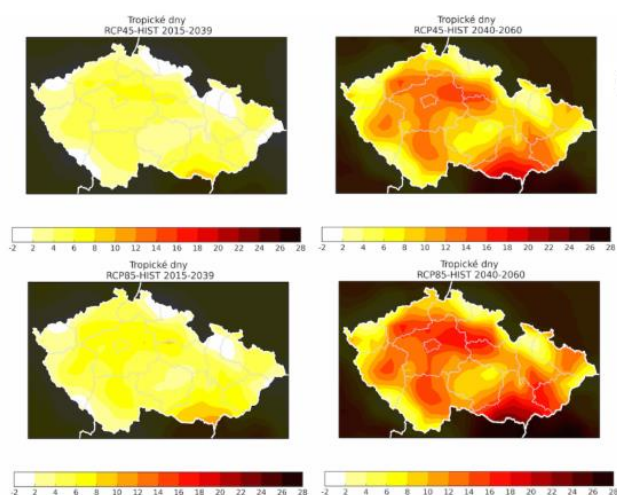 Tropické dny
RCP45-HIST 2015-2039
Tropické dny
RCP45-HIST 2040-2060
-2 2 4 6 8 10 12 14 16 18 20 22 24 26 28
-2 2 4 6 8 10 12 14 16 18 20 22 24 26 28
Tropické dny
RCP85-HIST 2015-2039
Tropické dny
RCP85-HIST 2040-2060
-2 2 4 6 8 10 12 14 16 18 20 22 24 26 28
-2 2 4 6 8 10 12 14 16 18 20 22 24 26 28